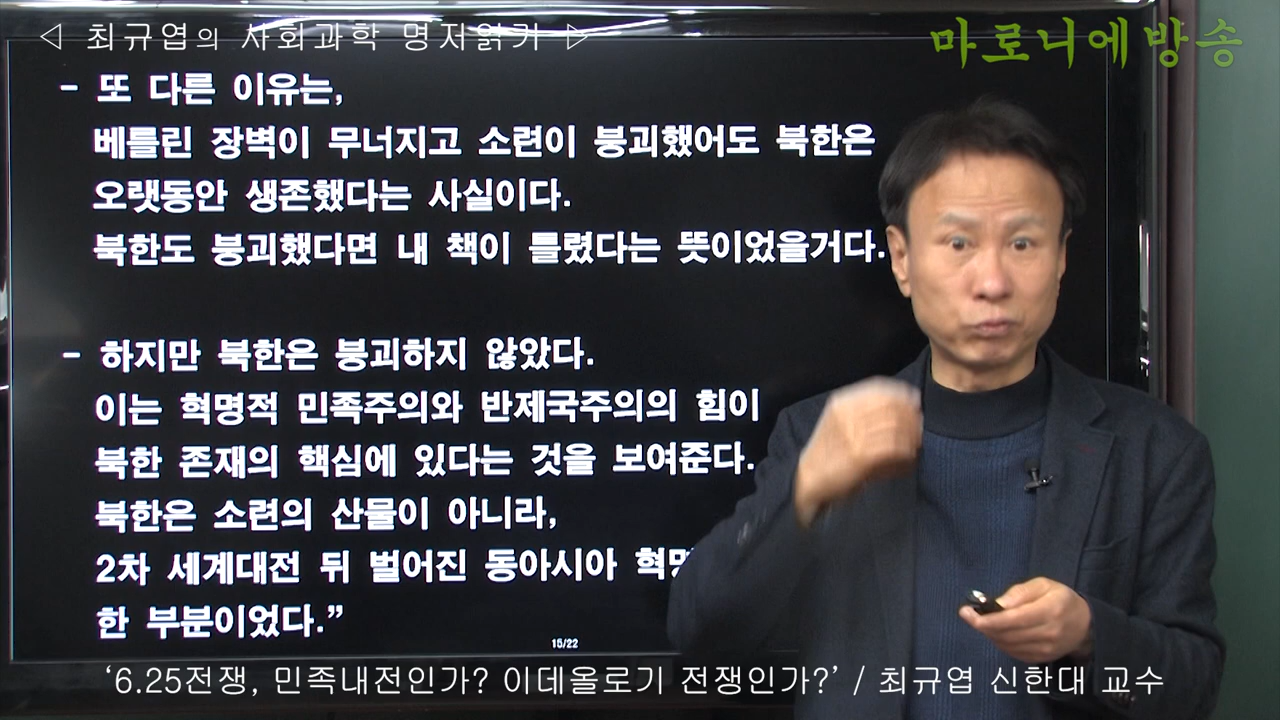 ◁ 최규엽의 사회과학 명저읽기 ▷
마로니에방송
- 또 다른 이유는,
베를린 장벽이 무너지고 소련이 붕괴했어도 북한은
오랫동안 생존했다는 사실이다.
북한도 붕괴했다면 내 책이 틀렸다는 뜻이었을거다.
- 하지만 북한은 붕괴하지 않았다.
이는 혁명적 민족주의와 반제국주의의 힘이
북한 존재의 핵심에 있다는 것을 보여준다.
북한은 소련의 산물이 아니라,
2차 세계대전 뒤 벌어진 동아시아 혁명
한 부분이었다.”
15/22
‘6.25전쟁, 민족내전인가? 이데올로기 전쟁인가?’ / 최규엽 신한대 교수